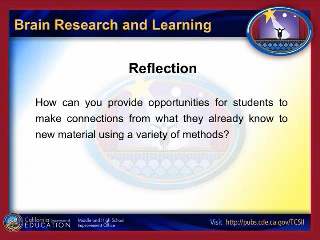 Brain Research and Learning
Reflection
How can you provide opportunities for students to
make connections from what they already know to
new material using a variety of methods?
California Department of
EDUCATION
Middle and High School
Improvement Office
Visit http://pubs.cde.ca.gov/TCSII